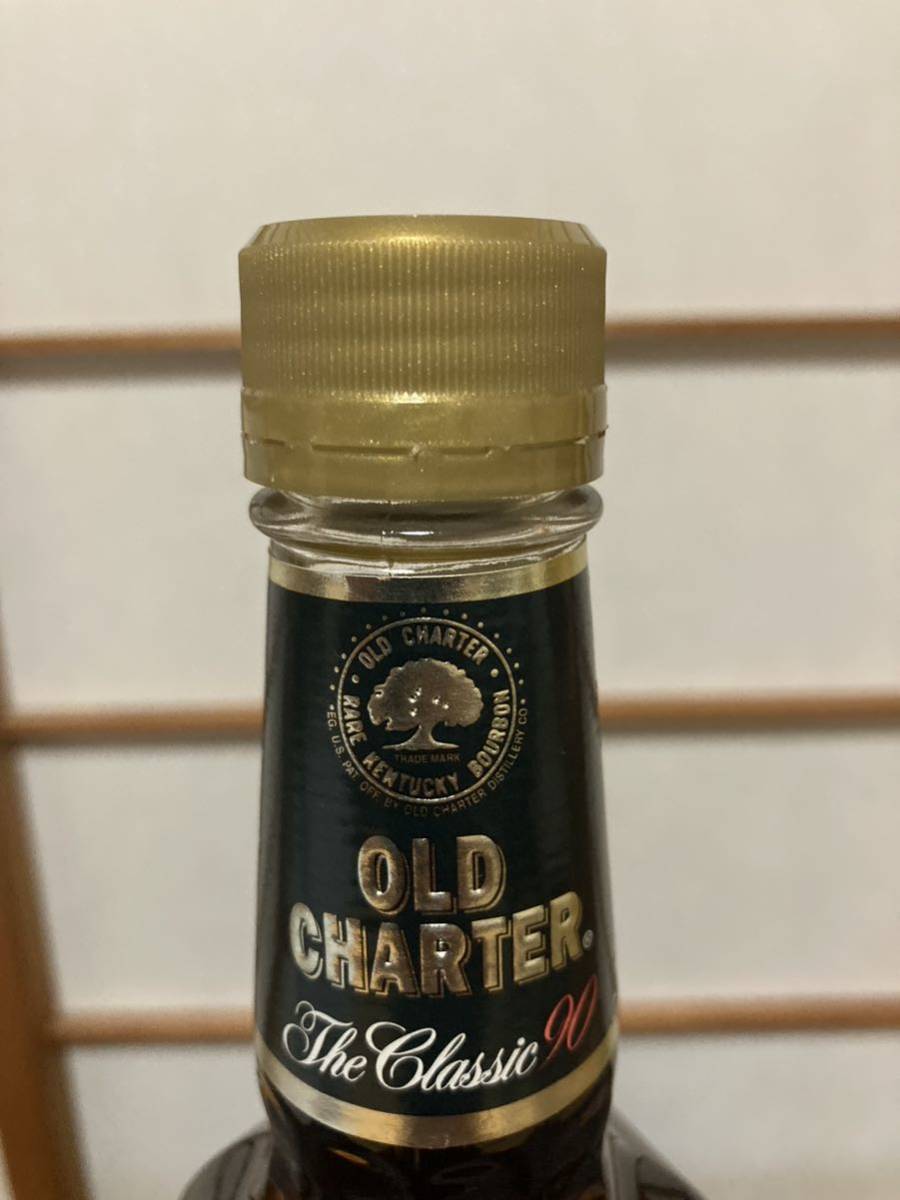 • OLD CHARTER •
RARE KENTUCKY BOURBON
TRADE MARK
EG. U.S. PAT. OFF. BY OLD CHARTER DISTILLERY CO.
OLD
CHARTER®
The Classic 90